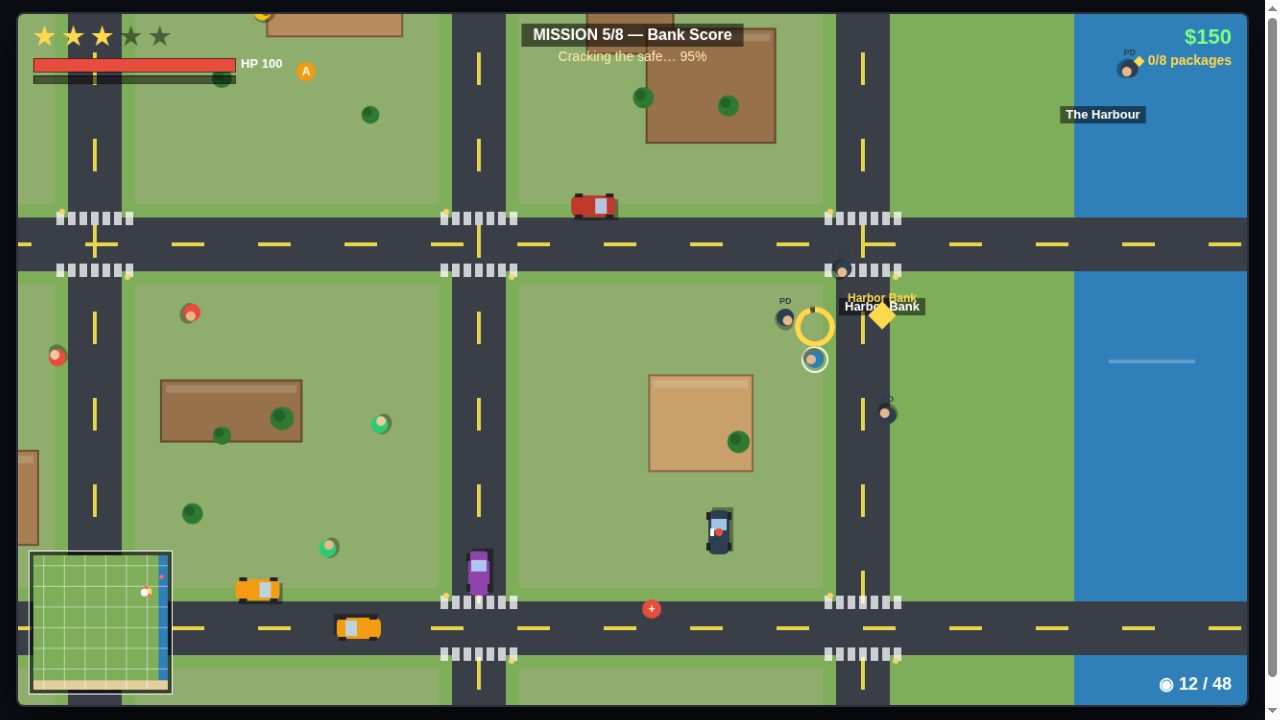 MISSION 5/8 — Bank Score
Cracking the safe… 95%
HP 100
A
$150
PD
0/8 packages
The Harbour
Harbor Bank
Harbor Bank
PD
12 / 48